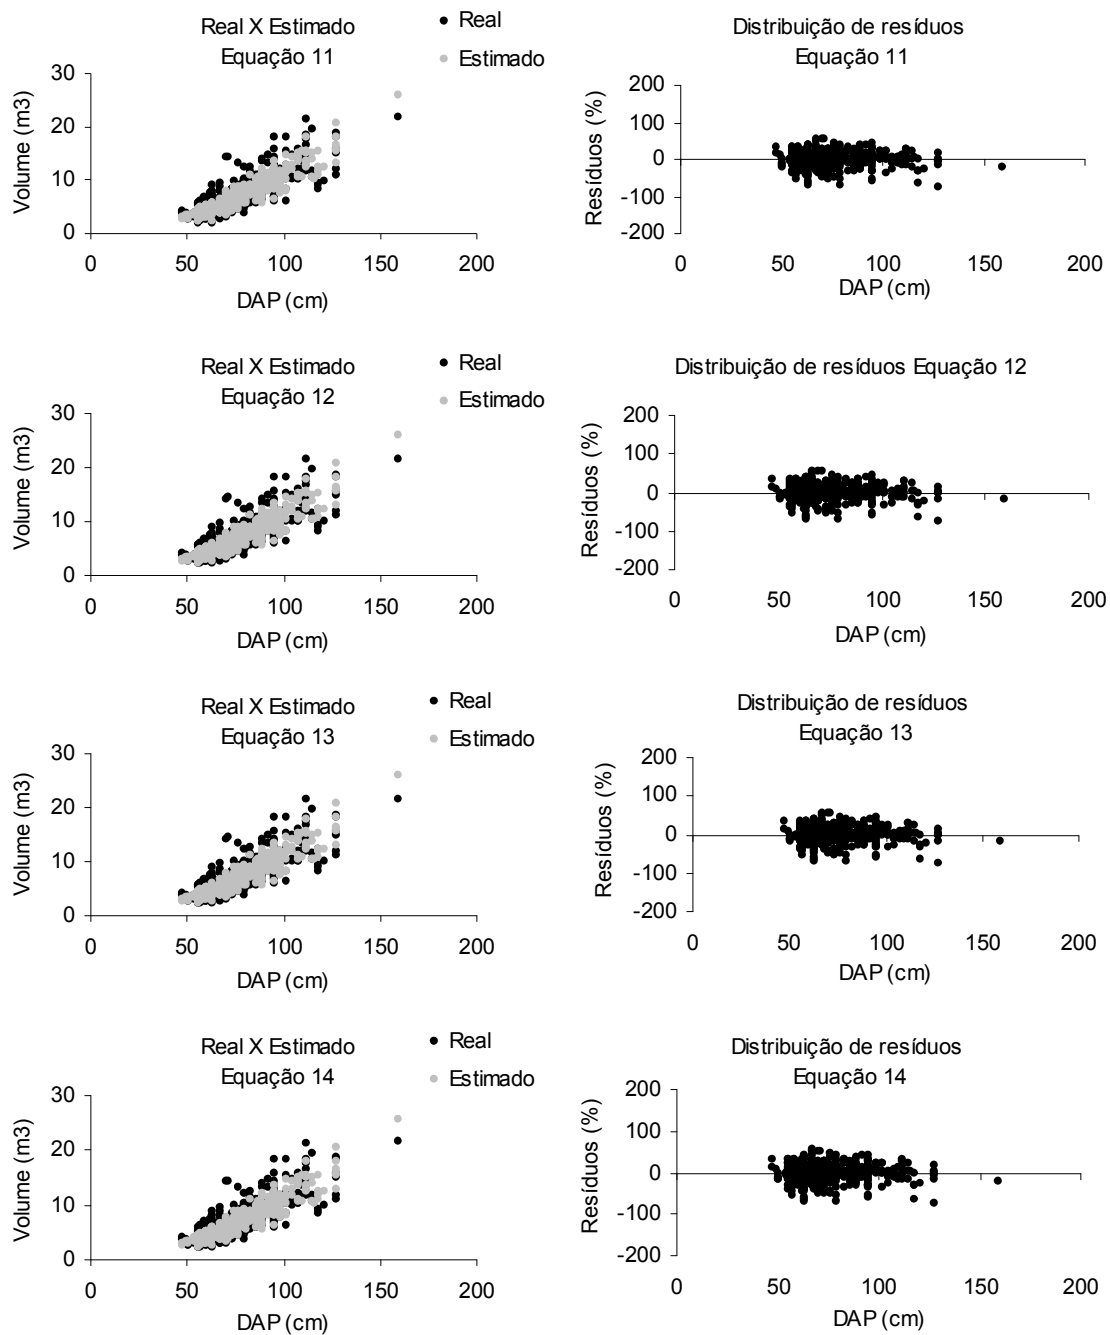 Real X Estimado
Equação 11
Real
Estimado
Volume (m3)
30
20
10
0
0 50 100 150 200
DAP (cm)
Distribuição de resíduos
Equação 11
Resíduos (%)
200
100
0
-100
-200
0 50 100 150 200
DAP (cm)
Real X Estimado
Equação 12
Real
Estimado
Volume (m3)
30
20
10
0
0 50 100 150 200
DAP (cm)
Distribuição de resíduos Equação 12
Resíduos (%)
200
100
0
-100
-200
0 50 100 150 200
DAP (cm)
Real X Estimado
Equação 13
Real
Estimado
Volume (m3)
30
20
10
0
0 50 100 150 200
DAP (cm)
Distribuição de resíduos
Equação 13
Resíduos (%)
200
100
0
-100
-200
0 50 100 150 200
DAP (cm)
Real X Estimado
Equação 14
Real
Estimado
Volume (m3)
30
20
10
0
0 50 100 150 200
DAP (cm)
Distribuição de resíduos
Equação 14
Resíduos (%)
200
100
0
-100
-200
0 50 100 150 200
DAP (cm)